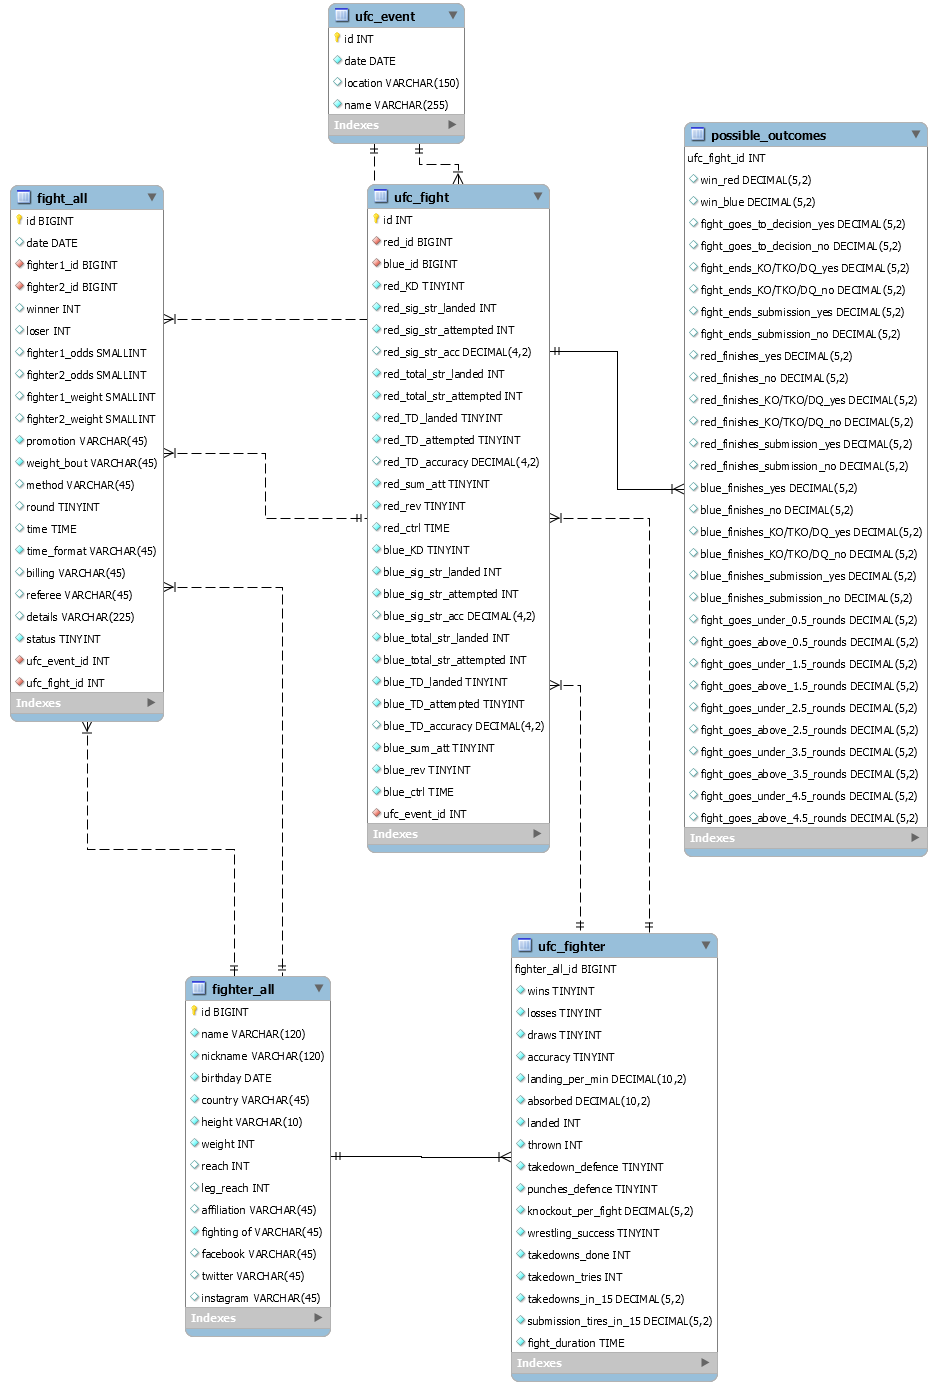 ufc_event
id INT
date DATE
location VARCHAR(150)
name VARCHAR(255)
Indexes
fight_all
id BIGINT
date DATE
fighter1_id BIGINT
fighter2_id BIGINT
winner INT
loser INT
fighter1_odds SMALLINT
fighter2_odds SMALLINT
fighter1_weight SMALLINT
fighter2_weight SMALLINT
promotion VARCHAR(45)
weight_bout VARCHAR(45)
method VARCHAR(45)
round TINYINT
time TIME
time_format VARCHAR(45)
billing VARCHAR(45)
referee VARCHAR(45)
details VARCHAR(225)
status TINYINT
ufc_event_id INT
ufc_fight_id INT
Indexes
ufc_fight
id INT
red_id BIGINT
blue_id BIGINT
red_KD TINYINT
red_sig_str_landed INT
red_sig_str_attempted INT
red_sig_str_acc DECIMAL(4,2)
red_total_str_landed INT
red_total_str_attempted INT
red_TD_landed TINYINT
red_TD_attempted TINYINT
red_TD_accuracy DECIMAL(4,2)
red_sum_att TINYINT
red_rev TINYINT
red_ctrl TIME
blue_KD TINYINT
blue_sig_str_landed INT
blue_sig_str_attempted INT
blue_sig_str_acc DECIMAL(4,2)
blue_total_str_landed INT
blue_total_str_attempted INT
blue_TD_landed TINYINT
blue_TD_attempted TINYINT
blue_TD_accuracy DECIMAL(4,2)
blue_sum_att TINYINT
blue_rev TINYINT
blue_ctrl TIME
ufc_event_id INT
Indexes
possible_outcomes
ufc_fight_id INT
win_red DECIMAL(5,2)
win_blue DECIMAL(5,2)
fight_goes_to_decision_yes DECIMAL(5,2)
fight_goes_to_decision_no DECIMAL(5,2)
fight_ends_KO/TKO/DQ_yes DECIMAL(5,2)
fight_ends_KO/TKO/DQ_no DECIMAL(5,2)
fight_ends_submission_yes DECIMAL(5,2)
fight_ends_submission_no DECIMAL(5,2)
red_finishes_yes DECIMAL(5,2)
red_finishes_no DECIMAL(5,2)
red_finishes_KO/TKO/DQ_yes DECIMAL(5,2)
red_finishes_KO/TKO/DQ_no DECIMAL(5,2)
red_finishes_submission_yes DECIMAL(5,2)
red_finishes_submission_no DECIMAL(5,2)
blue_finishes_yes DECIMAL(5,2)
blue_finishes_no DECIMAL(5,2)
blue_finishes_KO/TKO/DQ_yes DECIMAL(5,2)
blue_finishes_KO/TKO/DQ_no DECIMAL(5,2)
blue_finishes_submission_yes DECIMAL(5,2)
blue_finishes_submission_no DECIMAL(5,2)
fight_goes_under_0.5_rounds DECIMAL(5,2)
fight_goes_above_0.5_rounds DECIMAL(5,2)
fight_goes_under_1.5_rounds DECIMAL(5,2)
fight_goes_above_1.5_rounds DECIMAL(5,2)
fight_goes_under_2.5_rounds DECIMAL(5,2)
fight_goes_above_2.5_rounds DECIMAL(5,2)
fight_goes_under_3.5_rounds DECIMAL(5,2)
fight_goes_above_3.5_rounds DECIMAL(5,2)
fight_goes_under_4.5_rounds DECIMAL(5,2)
fight_goes_above_4.5_rounds DECIMAL(5,2)
Indexes
fighter_all
id BIGINT
name VARCHAR(120)
nickname VARCHAR(120)
birthday DATE
country VARCHAR(45)
height VARCHAR(10)
weight INT
reach INT
leg_reach INT
affiliation VARCHAR(45)
fighting of VARCHAR(45)
facebook VARCHAR(45)
twitter VARCHAR(45)
instagram VARCHAR(45)
Indexes
ufc_fighter
fighter_all_id BIGINT
wins TINYINT
losses TINYINT
draws TINYINT
accuracy TINYINT
landing_per_min DECIMAL(10,2)
absorbed DECIMAL(10,2)
landed INT
thrown INT
takedown_defence TINYINT
punches_defence TINYINT
knockout_per_fight DECIMAL(5,2)
wrestling_success TINYINT
takedowns_done INT
takedown_tries INT
takedowns_in_15 DECIMAL(5,2)
submission_tires_in_15 DECIMAL(5,2)
fight_duration TIME
Indexes